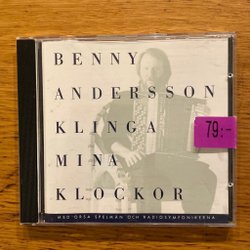 BENNY
ANDERSSON
KLINGA
MINA
KLOCKOR
79:-
MED ORSA SPELMÄN OCH RADIOSYMFONIKERNA